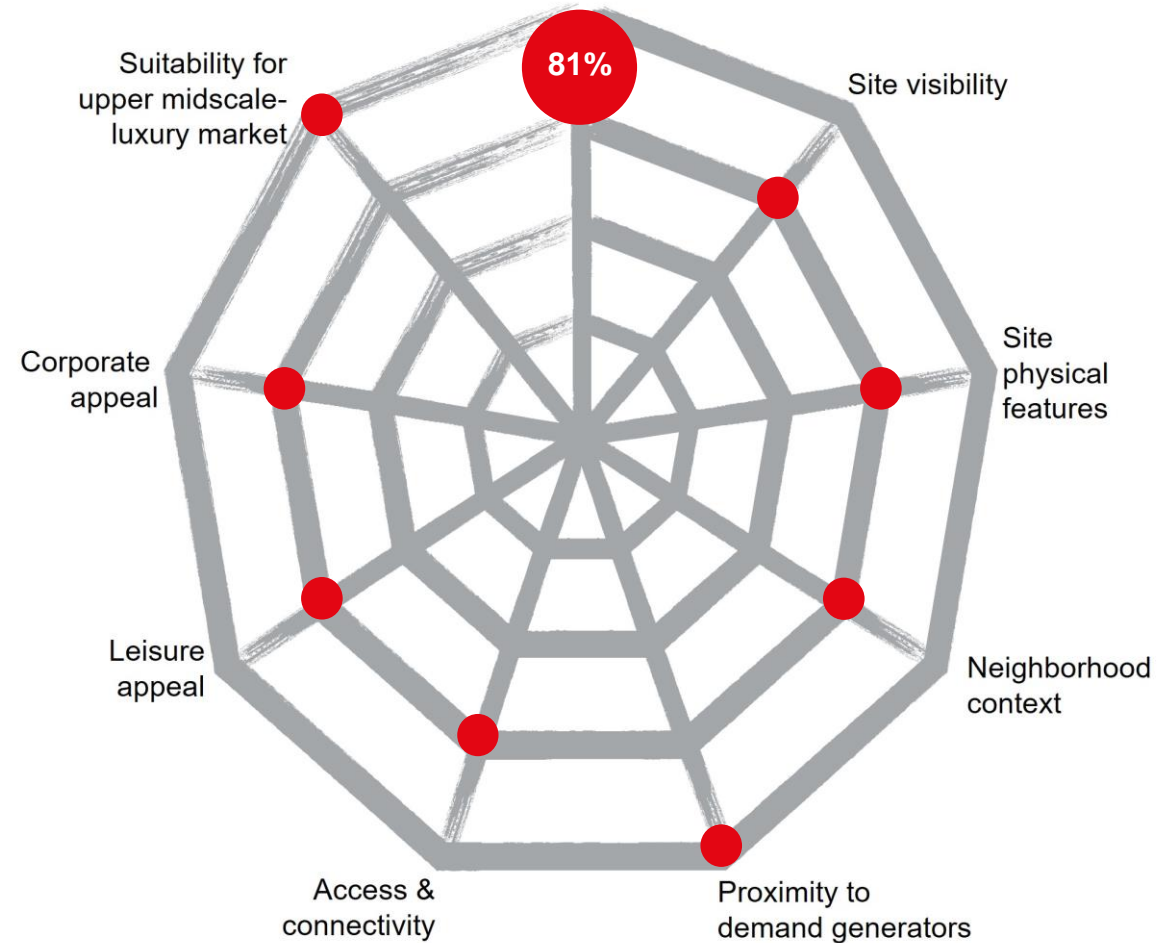 81%
Site visibility
Site
physical
features
Neighborhood
context
Proximity to
demand generators
Access &
connectivity
Leisure
appeal
Corporate
appeal
Suitability for
upper midscale-
luxury market